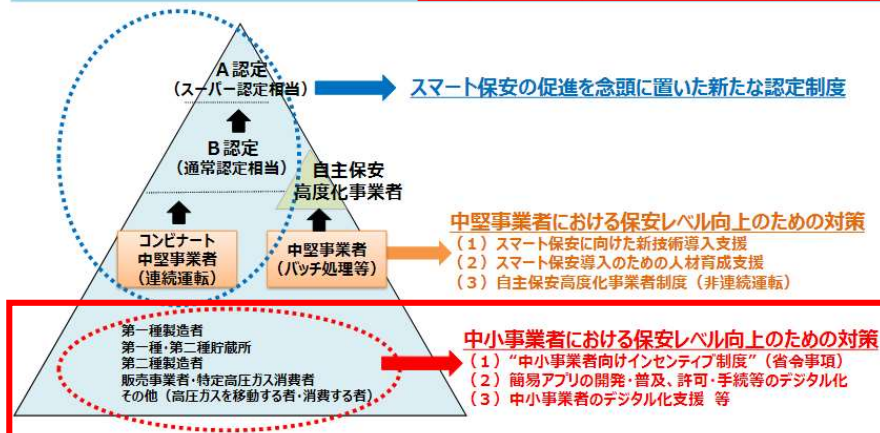 A認定
(スーパー認定相当)
スマート保安の促進を念頭に置いた新たな認定制度
B認定
(通常認定相当)
自主保安
高度化事業者
コンビナート
中堅事業者
(連続運転)
中堅事業者
(バッチ処理等)
中堅事業者における保安レベル向上のための対策
(1)スマート保安に向けた新技術導入支援
(2)スマート保安導入のための人材育成支援
(3)自主保安高度化事業者制度(非連続運転)
第一種製造者
第一種・第二種貯蔵所
第二種製造者
販売事業者・特定高圧ガス消費者
その他(高圧ガスを移動する者・消費する者)
中小事業者における保安レベル向上のための対策
(1)“中小事業者向けインセンティブ制度”(省令事項)
(2)簡易アプリの開発・普及、許可・手続等のデジタル化
(3)中小事業者のデジタル化支援 等